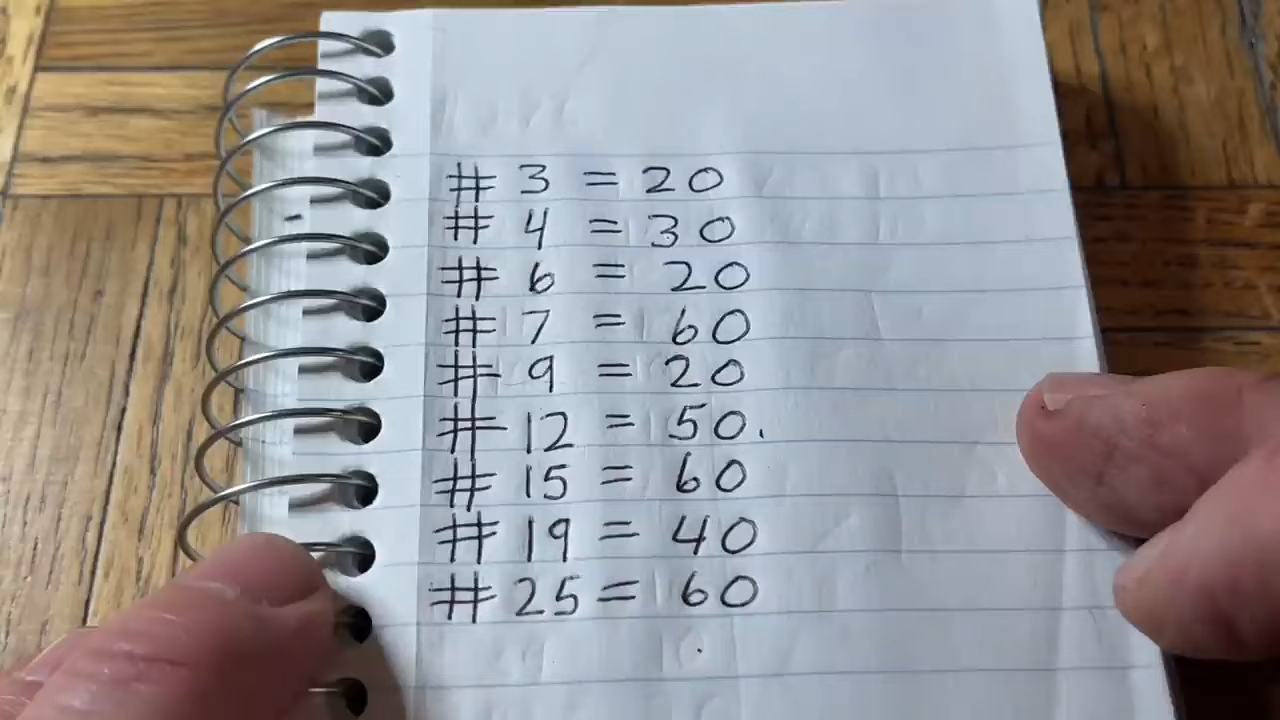 # 3 = 20
# 4 = 30
# 6 = 20
# 7 = 60
# 9 = 20
# 12 = 50.
# 15 = 60
# 19 = 40
# 25 = 60